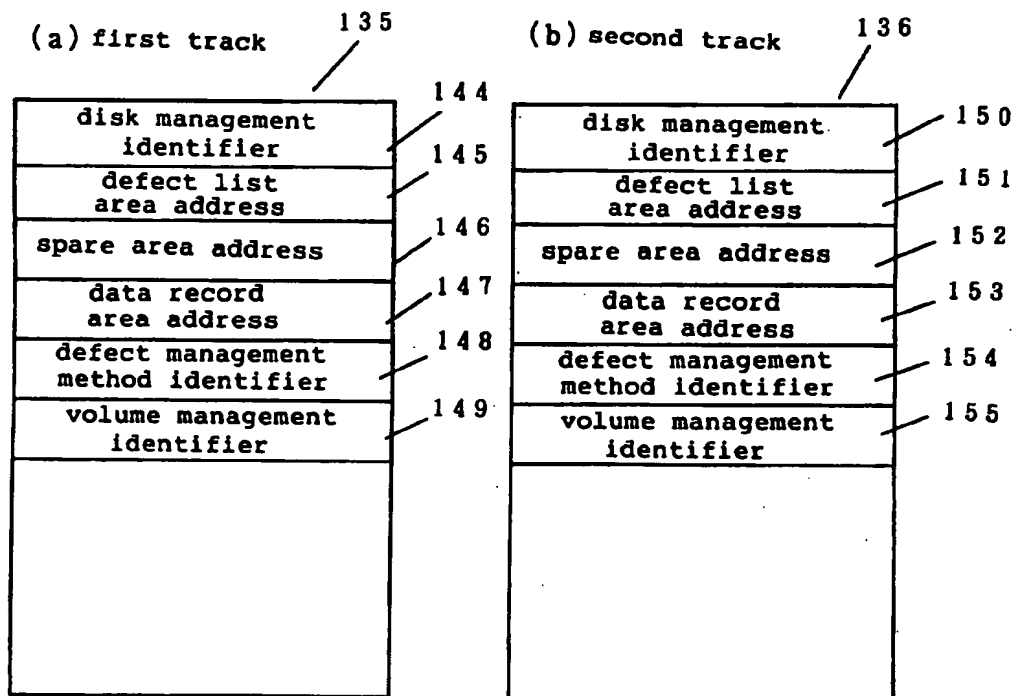 (a) first track
135
disk management
identifier
144
defect list
area address
145
spare area address
146
data record
area address
147
defect management
method identifier
148
volume management
identifier
149
(b) second track
136
disk management
identifier
150
defect list
area address
151
spare area address
152
data record
area address
153
defect management
method identifier
154
volume management
identifier
155